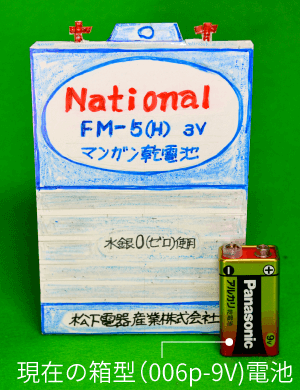 National
FM-5(H) 3V
マンガン乾電池
水銀0(ゼロ)使用
松下電器産業株式会社
Panasonic
アルカリ乾電池
9V
現在の箱型(006p-9V)電池